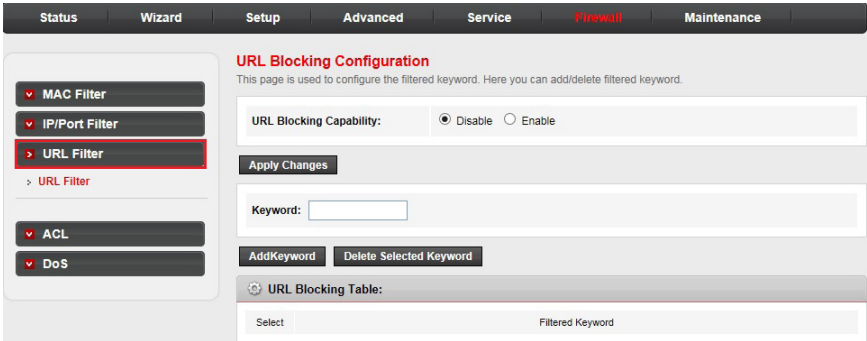 Status Wizard Setup Advanced Service Firewall Maintenance
MAC Filter
IP/Port Filter
URL Filter
URL Filter
ACL
DoS
URL Blocking Configuration
This page is used to configure the filtered keyword. Here you can add/delete filtered keyword.
URL Blocking Capability: Disable Enable
Apply Changes
Keyword:
AddKeyword Delete Selected Keyword
URL Blocking Table:
Select Filtered Keyword